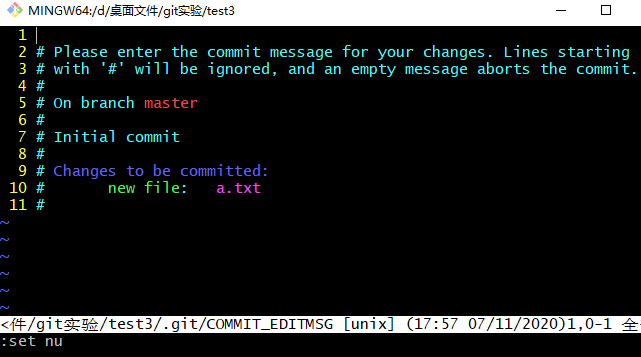 MINGW64:/d/桌面文件/git实验/test3
1
2 # Please enter the commit message for your changes. Lines starting
3 # with '#' will be ignored, and an empty message aborts the commit.
4 #
5 # On branch master
6 #
7 # Initial commit
8 #
9 # Changes to be committed:
10 #       new file:   a.txt
11 #
~
~
~
~
~
~
<件/git实验/test3/.git/COMMIT_EDITMSG [unix] (17:57 07/11/2020)1,0-1 全
:set nu